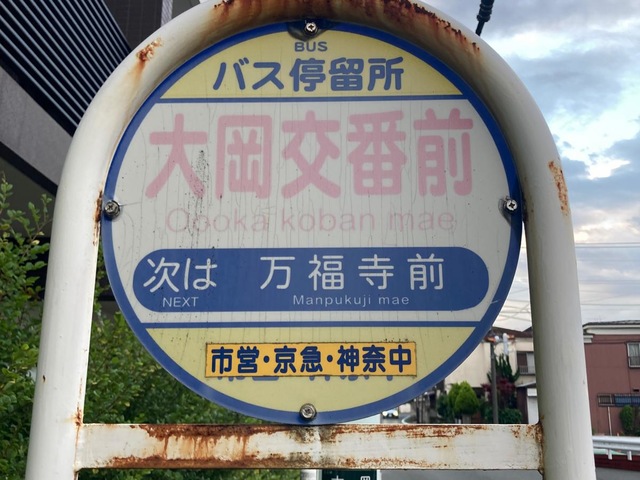 BUS
バス停留所
大岡交番前
Ooooka koban mae
次は 万福寺前
NEXT Manpukuji mae
市営・京急・神奈中